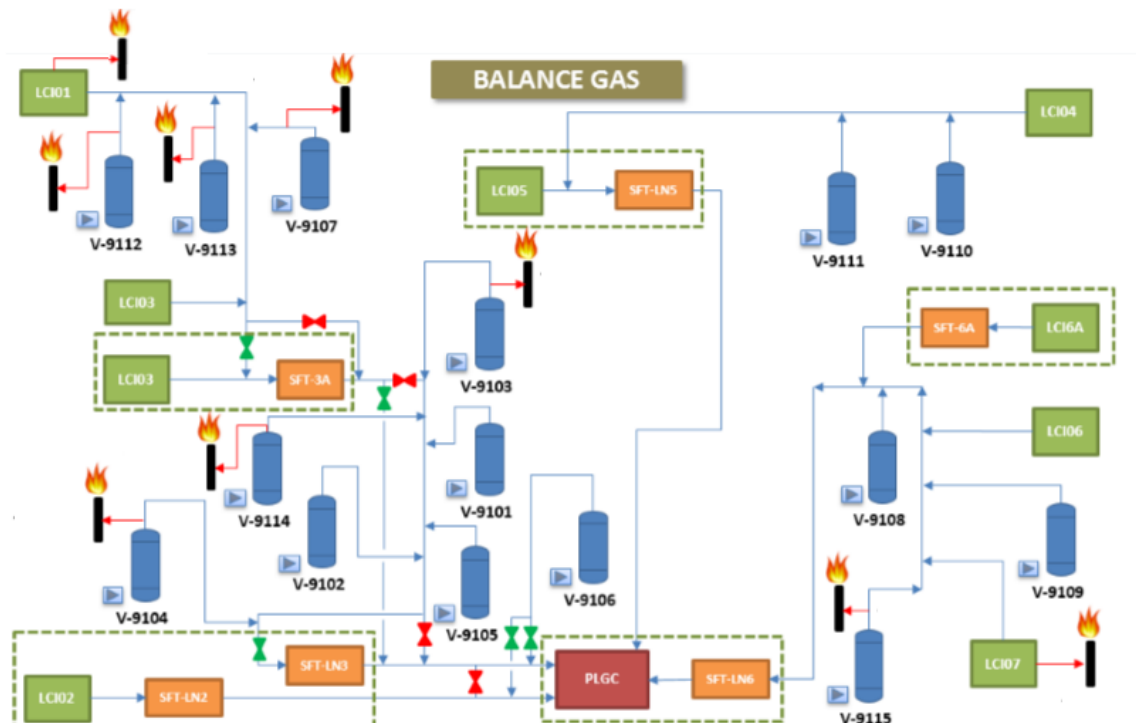 BALANCE GAS
LCI01
LCI04
V-9112
V-9113
V-9107
LCI05
SFT-LN5
V-9111
V-9110
LCI03
LCI03
SFT-3A
V-9103
SFT-6A
LCI6A
LCI06
V-9114
V-9101
V-9108
V-9102
V-9104
V-9105
V-9106
V-9109
SFT-LN3
LCI02
SFT-LN2
PLGC
SFT-LN6
V-9115
LCI07